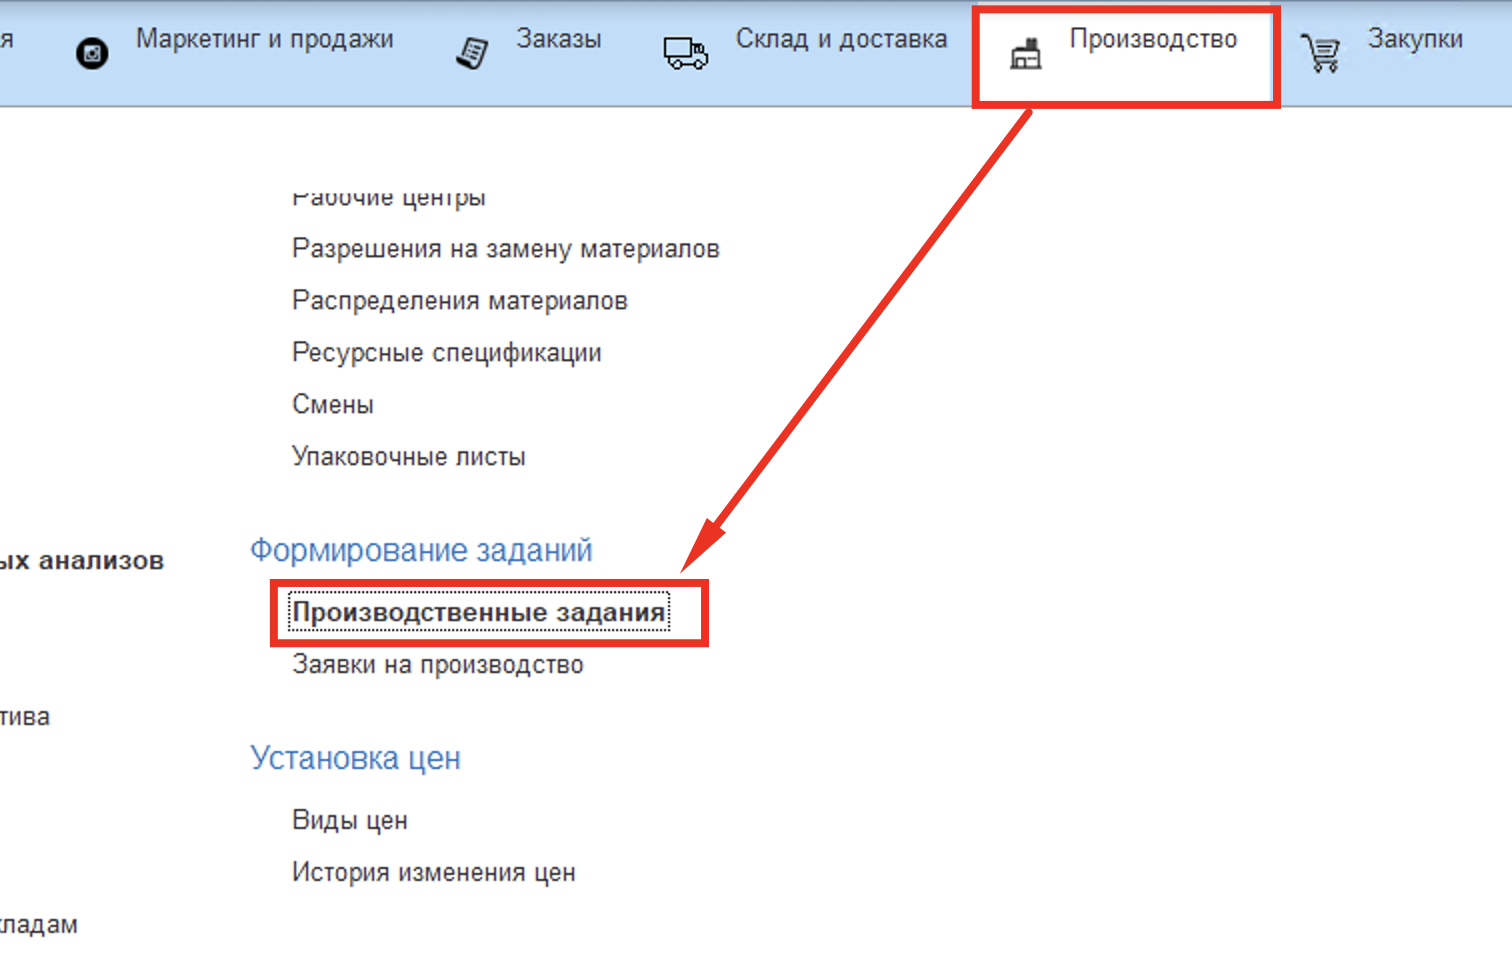 я
Маркетинг и продажи
Заказы
Склад и доставка
Производство
Закупки
Рабочие центры
Разрешения на замену материалов
Распределения материалов
Ресурсные спецификации
Смены
Упаковочные листы
Формирование заданий
ых анализов
Производственные задания
Заявки на производство
тива
Установка цен
Виды цен
История изменения цен
кладам